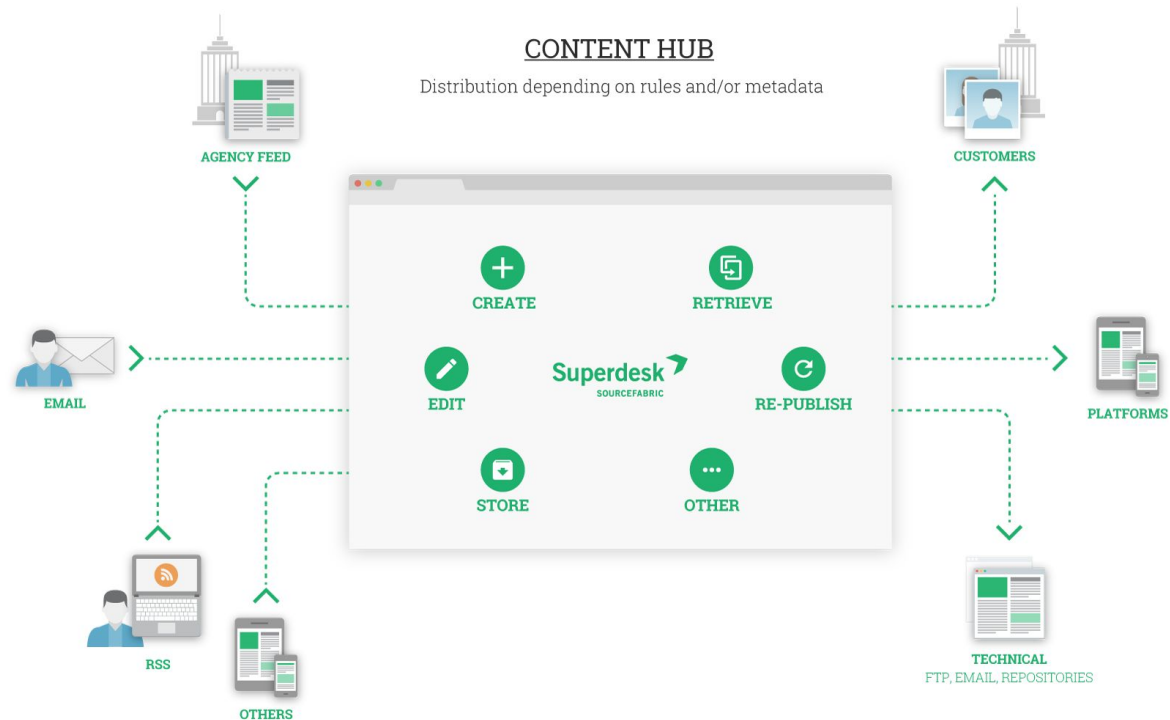 CONTENT HUB
Distribution depending on rules and/or metadata
AGENCY FEED
CUSTOMERS
CREATE
RETRIEVE
EMAIL
EDIT
Superdesk
SOURCEFABRIC
RE-PUBLISH
PLATFORMS
STORE
OTHER
RSS
OTHERS
TECHNICAL
FTP, EMAIL, REPOSITORIES